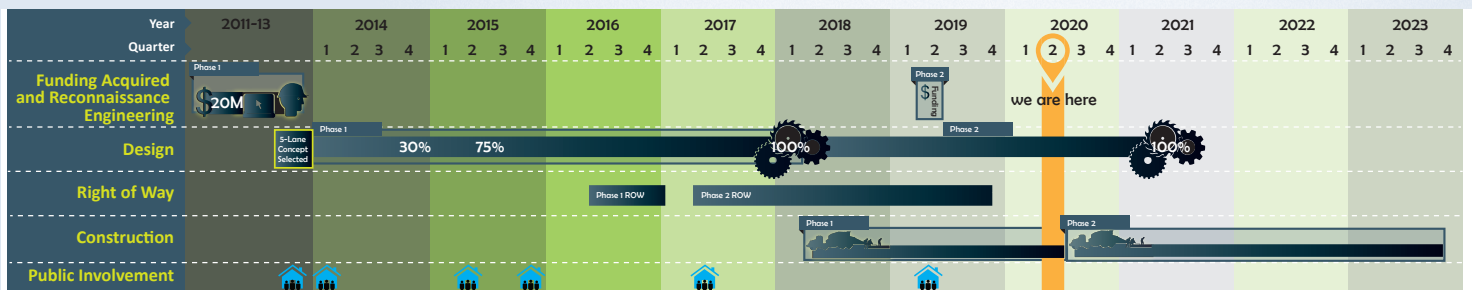 Year 2011-13 2014 2015 2016 2017 2018 2019 2020 2021 2022 2023
Quarter 1 2 3 4 1 2 3 4 1 2 3 4 1 2 3 4 1 2 3 4 1 2 3 4 1 2 3 4 1 2 3 4 1 2 3 4 1 2 3 4
Funding Acquired
and Reconnaissance
Engineering
Phase 1
$20M
Phase 2
$ Funding
we are here
Design
5-Lane
Concept
Selected
Phase 1
30% 75% 100%
Phase 2
100%
Right of Way
Phase 1 ROW
Phase 2 ROW
Construction
Phase 1
Phase 2
Public Involvement